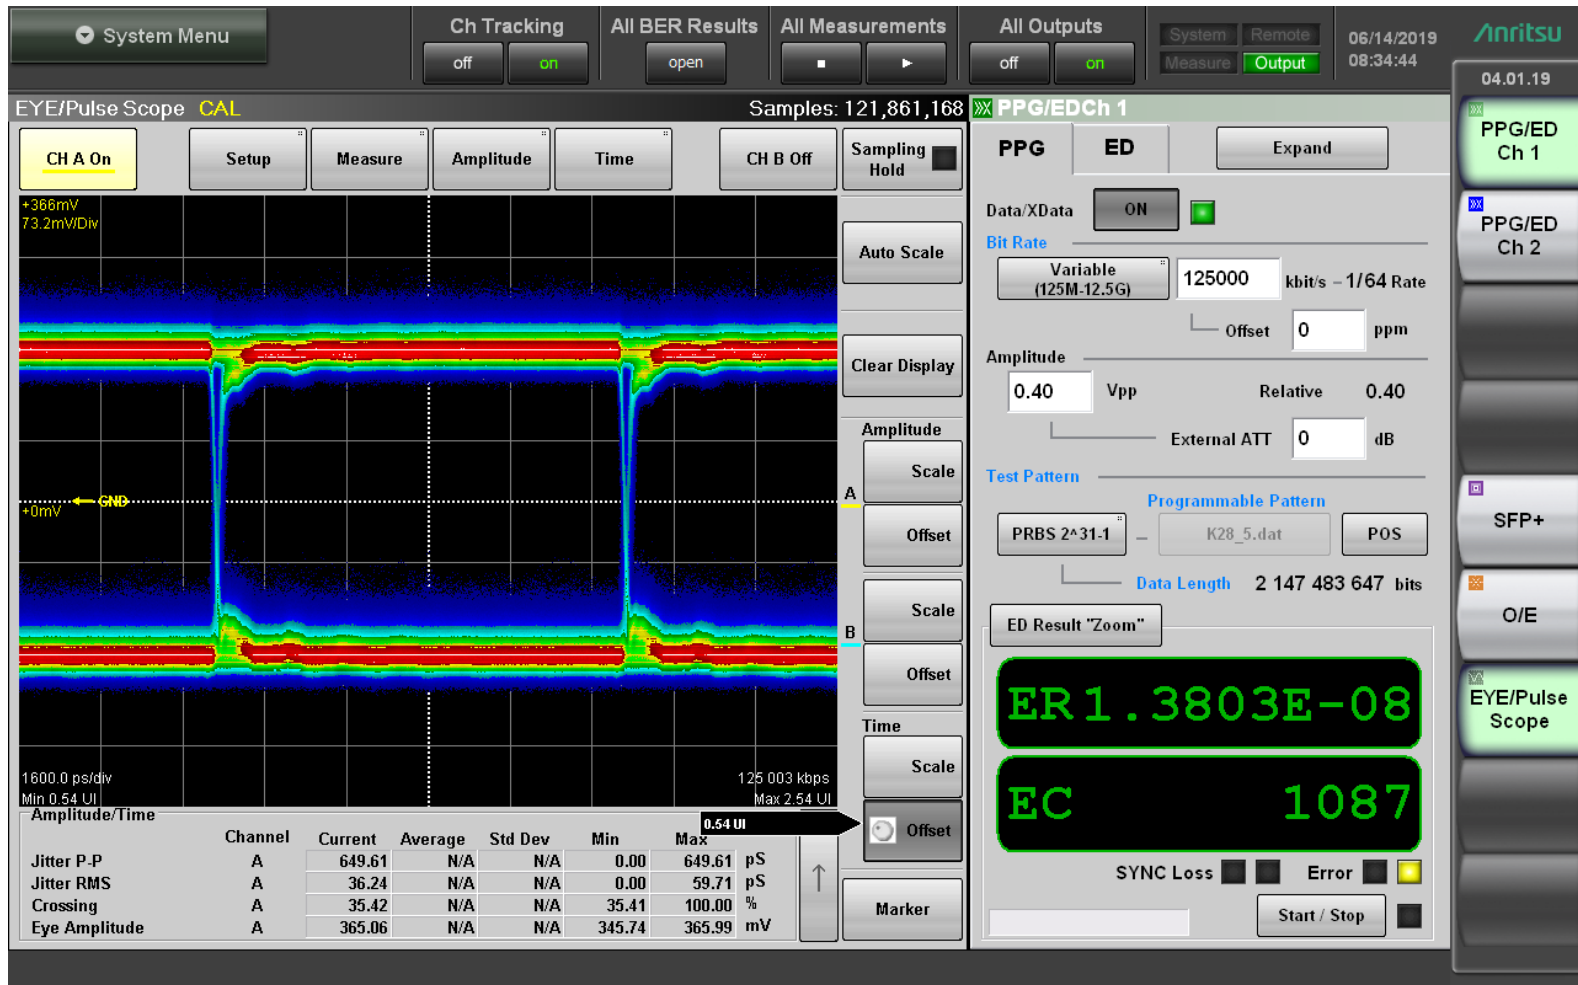 System Menu
Ch Tracking
off on
All BER Results
open
All Measurements
All Outputs
off on
System Remote
Measure Output
06/14/2019
08:34:44
Anritsu
04.01.19
EYE/Pulse Scope CAL Samples: 121,861,168
CH A On
Setup
Measure
Amplitude
Time
CH B Off
Sampling
Hold
+366mV
73.2mV/Div
GND
+0mV
1600.0 ps/div
125 003 kbps
Min 0.54 UI
Max 2.54 UI
Auto Scale
Clear Display
Amplitude
Scale
A
Offset
Scale
B
Offset
Time
Scale
0.54 UI
Offset
Marker
Amplitude/Time
Channel Current Average Std Dev Min Max
Jitter P-P A 649.61 N/A N/A 0.00 649.61 pS
Jitter RMS A 36.24 N/A N/A 0.00 59.71 pS
Crossing A 35.42 N/A N/A 35.41 100.00 %
Eye Amplitude A 365.06 N/A N/A 345.74 365.99 mV
PPG/EDCh 1
PPG ED Expand
Data/XData ON
Bit Rate
Variable
(125M-12.5G)
125000 kbit/s – 1/64 Rate
Offset 0 ppm
Amplitude
0.40 Vpp Relative 0.40
External ATT 0 dB
Test Pattern
Programmable Pattern
PRBS 2^31-1 – K28_5.dat POS
Data Length 2 147 483 647 bits
ED Result "Zoom"
ER 1.3803E-08
EC 1087
SYNC Loss Error
Start / Stop
PPG/ED
Ch 1
PPG/ED
Ch 2
SFP+
O/E
EYE/Pulse
Scope